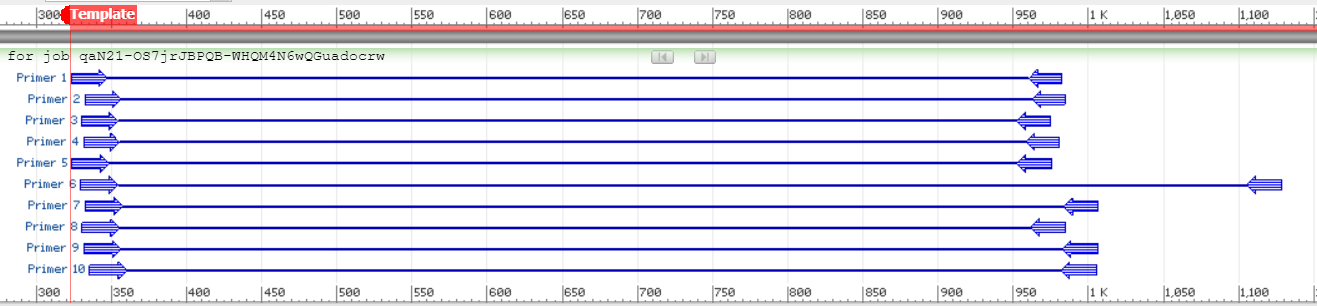 300 Template 400 450 500 550 600 650 700 750 800 850 900 950 1 K 1,050 1,100
for job qaN21-OS7jrJBPQB-WHQM4N6wQGuadocrw
Primer 1
Primer 2
Primer 3
Primer 4
Primer 5
Primer 6
Primer 7
Primer 8
Primer 9
Primer 10
300 350 400 450 500 550 600 650 700 750 800 850 900 950 1 K 1,050 1,100